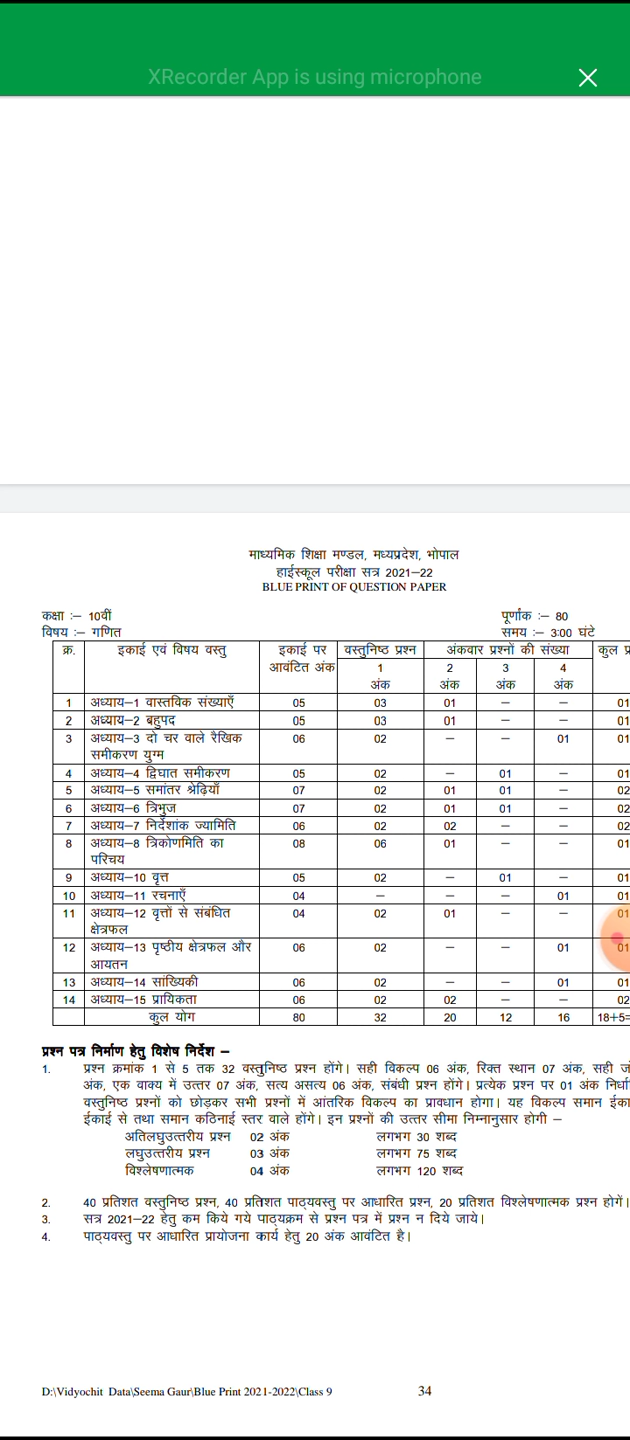 XRecorder App is using microphone
माध्यमिक शिक्षा मण्डल, मध्यप्रदेश, भोपाल
हाईस्कूल परीक्षा सत्र 2021–22
BLUE PRINT OF QUESTION PAPER
कक्षा :– 10वीं पूर्णांक :– 80
विषय :– गणित समय :– 3:00 घंटे
क्र. इकाई एवं विषय वस्तु इकाई पर वस्तुनिष्ठ प्रश्न अंकवार प्रश्नों की संख्या कुल
आवंटित अंक 1 2 3 4
अंक अंक अंक अंक
1 अध्याय–1 वास्तविक संख्याएँ 05 03 01 – – 01
2 अध्याय–2 बहुपद 05 03 01 – – 01
3 अध्याय–3 दो चर वाले रैखिक 06 02 – – 01 01
समीकरण युग्म
4 अध्याय–4 द्विघात समीकरण 05 02 – 01 – 01
5 अध्याय–5 समांतर श्रेढ़ियाँ 07 02 01 01 – 02
6 अध्याय–6 त्रिभुज 07 02 01 01 – 02
7 अध्याय–7 निर्देशांक ज्यामिति 06 02 02 – – 02
8 अध्याय–8 त्रिकोणमिति का 08 06 01 – – 01
परिचय
9 अध्याय–10 वृत्त 05 02 – 01 – 01
10 अध्याय–11 रचनाएँ 04 – – – 01 01
11 अध्याय–12 वृत्तों से संबंधित 04 02 01 – – 01
क्षेत्रफल
12 अध्याय–13 पृष्ठीय क्षेत्रफल और 06 02 – – 01 01
आयतन
13 अध्याय–14 सांख्यिकी 06 02 – – 01 01
14 अध्याय–15 प्रायिकता 06 02 02 – – 02
कुल योग 80 32 20 12 16 18+5=
प्रश्न पत्र निर्माण हेतु विशेष निर्देश –
1. प्रश्न क्रमांक 1 से 5 तक 32 वस्तुनिष्ठ प्रश्न होंगे। सही विकल्प 06 अंक, रिक्त स्थान 07 अंक, सही
अंक, एक वाक्य में उत्तर 07 अंक, सत्य असत्य 06 अंक, संबंधी प्रश्न होंगे। प्रत्येक प्रश्न पर 01 अंक
वस्तुनिष्ठ प्रश्नों को छोड़कर सभी प्रश्नों में आंतरिक विकल्प का प्रावधान होगा। यह विकल्प समान
ईकाई से तथा समान कठिनाई स्तर वाले होंगे। इन प्रश्नों की उत्तर सीमा निम्नानुसार होगी –
अतिलघुउत्तरीय प्रश्न 02 अंक लगभग 30 शब्द
लघुउत्तरीय प्रश्न 03 अंक लगभग 75 शब्द
विश्लेषणात्मक 04 अंक लगभग 120 शब्द
2. 40 प्रतिशत वस्तुनिष्ठ प्रश्न, 40 प्रतिशत पाठ्यवस्तु पर आधारित प्रश्न, 20 प्रतिशत विश्लेषणात्मक प्रश्न होगें।
3. सत्र 2021–22 हेतु कम किये गये पाठ्यक्रम से प्रश्न पत्र में प्रश्न न दिये जाये।
4. पाठ्यवस्तु पर आधारित प्रायोजना कार्य हेतु 20 अंक आवंटित है।
D:\Vidyochit Data\Seema Gaur\Blue Print 2021-2022\Class 9 34